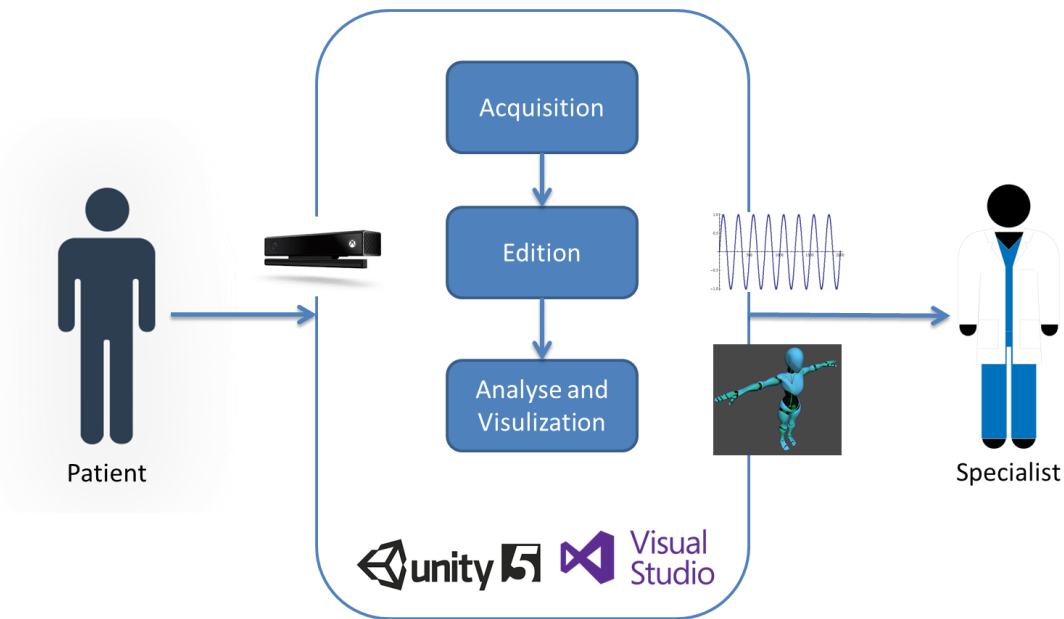 Acquisition
Edition
Analyse and
Visulization
Patient
Specialist
unity 5
Visual
Studio